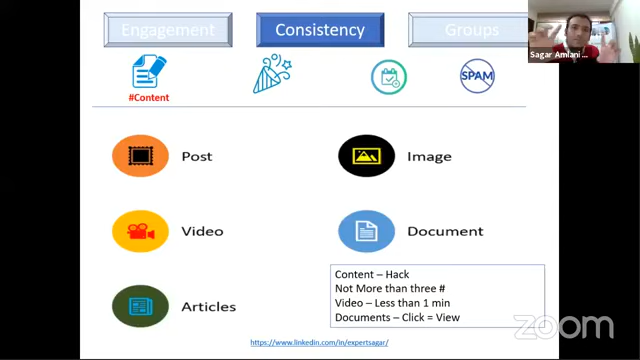 Engagement
Consistency
Groups
Sagar Amlani ...
SPAM
#Content
Post
Image
Video
Document
Articles
Content – Hack
Not More than three #
Video – Less than 1 min
Documents – Click = View
https://www.linkedin.com/in/expertsagar/
zoom